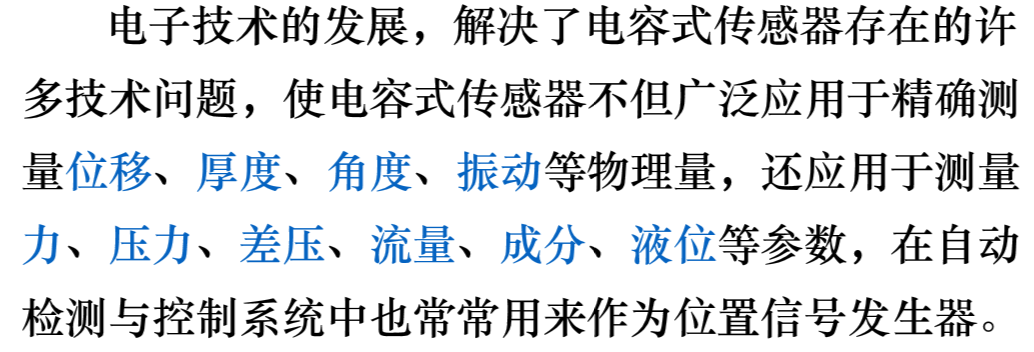 电子技术的发展，解决了电容式传感器存在的许
多技术问题，使电容式传感器不但广泛应用于精确测
量位移、厚度、角度、振动等物理量，还应用于测量
力、压力、差压、流量、成分、液位等参数，在自动
检测与控制系统中也常常用来作为位置信号发生器。